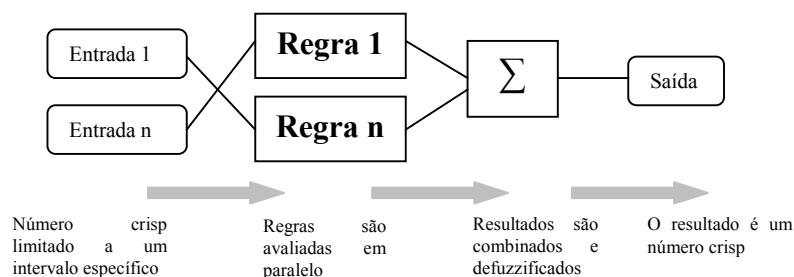 Entrada 1
Regra 1
Entrada n
Regra n
∑
Saída
Número crisp
limitado a um
intervalo específico
Regras são
avaliadas em
paralelo
Resultados são
combinados e
defuzzificados
O resultado é um
número crisp